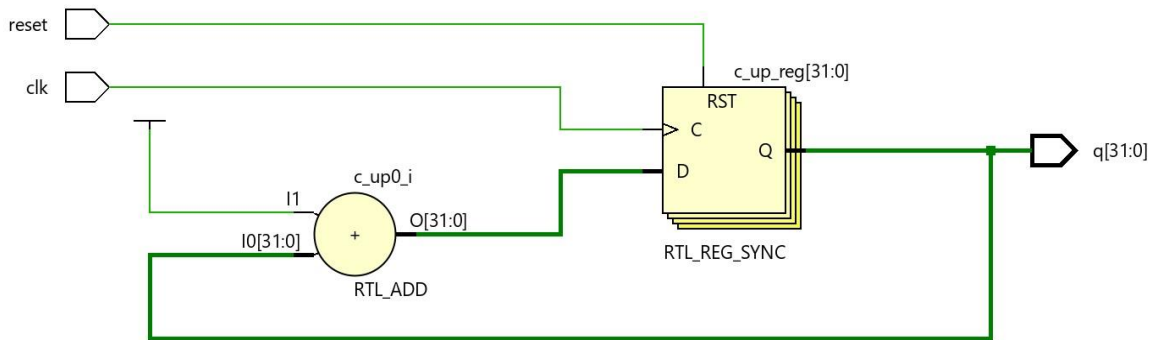 reset
clk
c_up_reg[31:0]
RST
C
Q
D
q[31:0]
RTL_REG_SYNC
c_up0_i
I1
I0[31:0]
+
O[31:0]
RTL_ADD